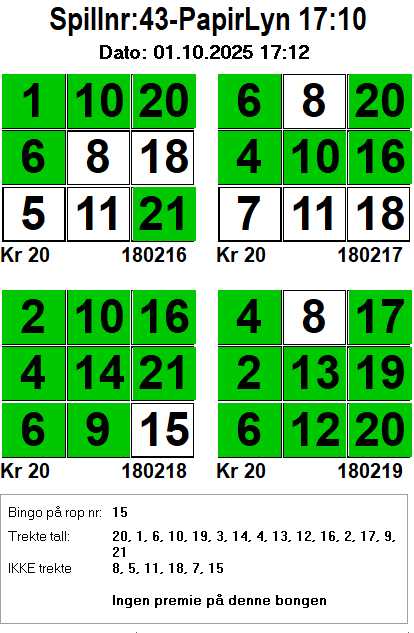 Spillnr:43-PapirLyn 17:10
Dato: 01.10.2025 17:12
1 10 20 6 8 20
6 8 18 4 10 16
5 11 21 7 11 18
Kr 20 180216 Kr 20 180217
2 10 16 4 8 17
4 14 21 2 13 19
6 9 15 6 12 20
Kr 20 180218 Kr 20 180219
Bingo på rop nr: 15
Trekte tall: 20, 1, 6, 10, 19, 3, 14, 4, 13, 12, 16, 2, 17, 9,
21
IKKE trekte 8, 5, 11, 18, 7, 15
Ingen premie på denne bongen